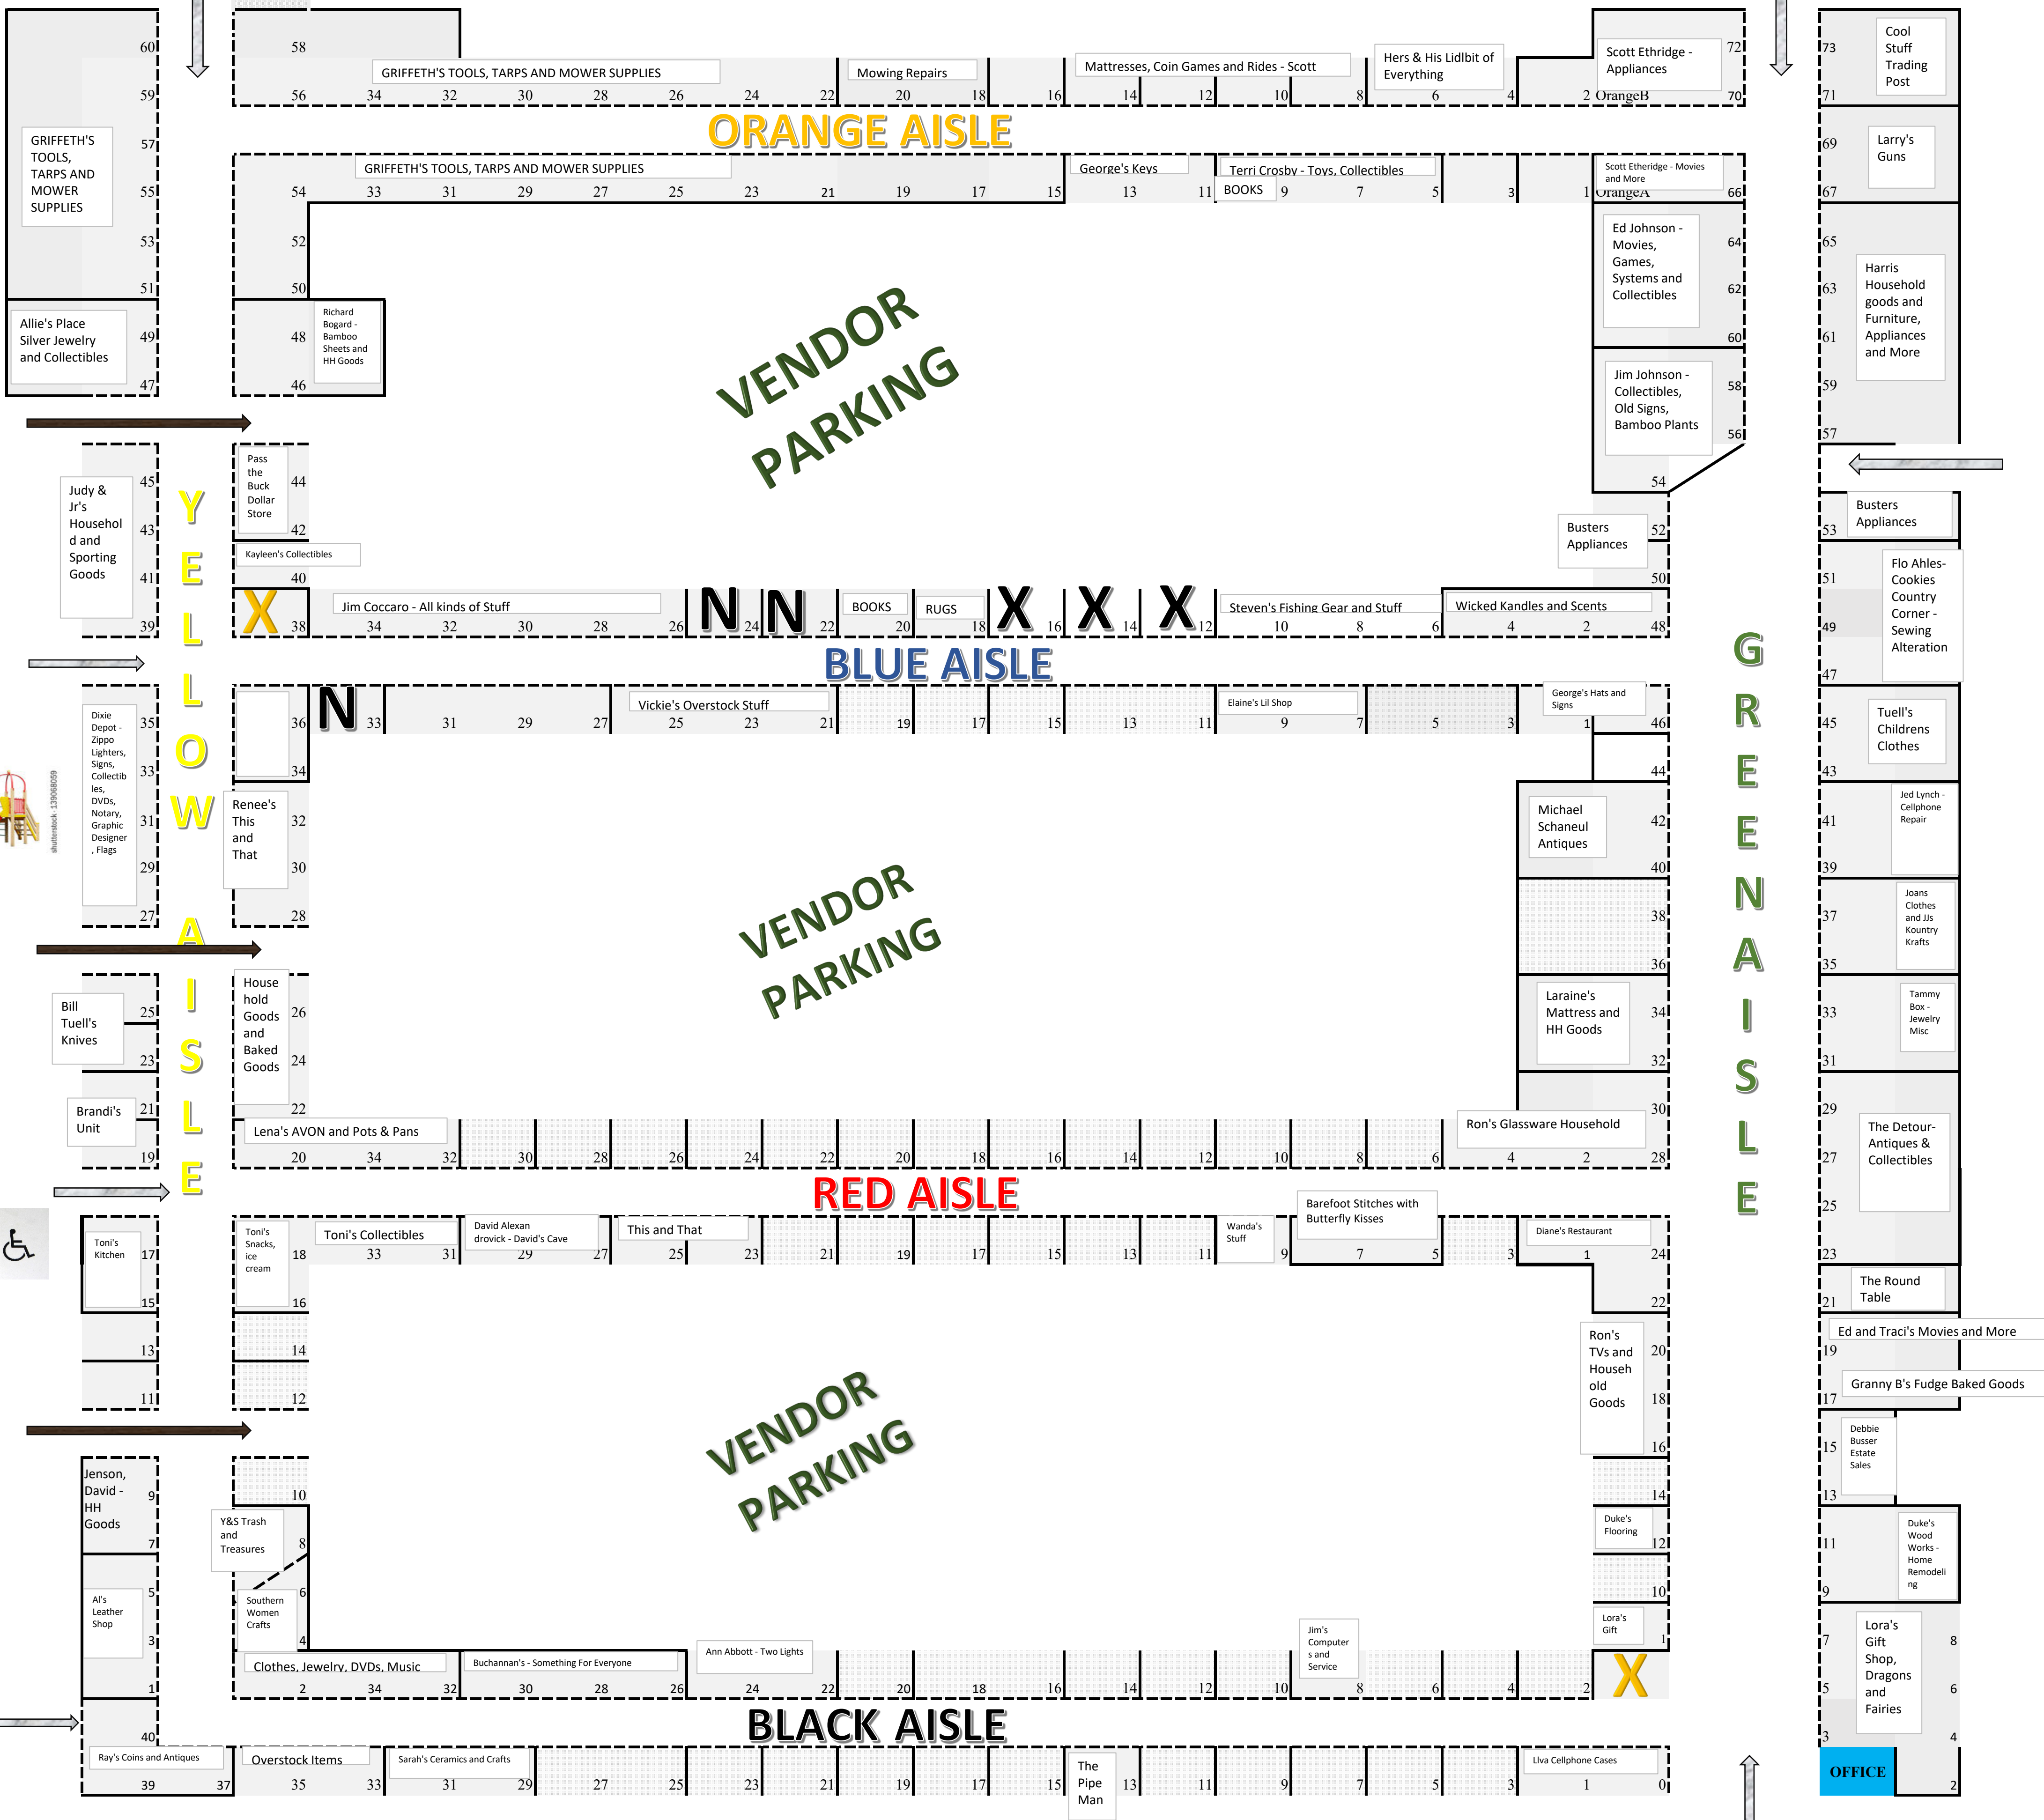 60
58
72
73
Cool
Stuff
Trading
Post
GRIFFETH'S TOOLS, TARPS AND MOWER SUPPLIES
Mowing Repairs
Mattresses, Coin Games and Rides - Scott
Hers & His Lidlbit of
Everything
Scott Ethridge -
Appliances
59
56 34 32 30 28 26 24 22 20 18 16 14 12 10 8 6 4 2 OrangeB 70
71
ORANGE AISLE
GRIFFETH'S
TOOLS,
TARPS AND
MOWER
SUPPLIES
57
55
53
51
GRIFFETH'S TOOLS, TARPS AND MOWER SUPPLIES
George's Keys
Terri Crosby - Toys, Collectibles
BOOKS
Scott Etheridge - Movies
and More
54 33 31 29 27 25 23 21 19 17 15 13 11 9 7 5 3 1 OrangeA 66
69
Larry's
Guns
67
52
50
Ed Johnson -
Movies,
Games,
Systems and
Collectibles
64
62
60
65
63
61
59
57
Harris
Household
goods and
Furniture,
Appliances
and More
Allie's Place
Silver Jewelry
and Collectibles
49
47
48
46
Richard
Bogard -
Bamboo
Sheets and
HH Goods
VENDOR
PARKING
Jim Johnson -
Collectibles,
Old Signs,
Bamboo Plants
58
56
54
Judy &
Jr's
Househol
d and
Sporting
Goods
45
43
41
39
Pass
the
Buck
Dollar
Store
44
42
Kayleen's Collectibles
40
Busters
Appliances
52
50
Busters
Appliances
53
Flo Ahles-
Cookies
Country
Corner -
Sewing
Alteration
51
49
47
X
Jim Coccaro - All kinds of Stuff
N N
BOOKS
RUGS
X X X
Steven's Fishing Gear and Stuff
Wicked Kandles and Scents
38 34 32 30 28 26 24 22 20 18 16 14 12 10 8 6 4 2 48
YELLOW AISLE
BLUE AISLE
GREEN AISLE
N
Vickie's Overstock Stuff
Elaine's Lil Shop
George's Hats and
Signs
36 33 31 29 27 25 23 21 19 17 15 13 11 9 7 5 3 1 46
34
44
Dixie
Depot -
Zippo
Lighters,
Signs,
Collectib
les,
DVDs,
Notary,
Graphic
Designer
, Flags
35
33
31
29
27
shutterstock · 1390688059
Renee's
This
and
That
32
30
28
VENDOR
PARKING
Michael
Schaneul
Antiques
42
40
38
36
Tuell's
Childrens
Clothes
45
43
Jed Lynch -
Cellphone
Repair
41
39
Joans
Clothes
and JJs
Kountry
Krafts
37
35
Bill
Tuell's
Knives
25
23
House
hold
Goods
and
Baked
Goods
26
24
22
Laraine's
Mattress and
HH Goods
34
32
30
Tammy
Box -
Jewelry
Misc
33
31
Brandi's
Unit
21
19
Lena's AVON and Pots & Pans
Ron's Glassware Household
20 34 32 30 28 26 24 22 20 18 16 14 12 10 8 6 4 2 28
The Detour-
Antiques &
Collectibles
29
27
25
23
RED AISLE
Toni's
Kitchen
17
15
Toni's
Snacks,
ice
cream
Toni's Collectibles
David Alexan
drovick - David's Cave
This and That
Wanda's
Stuff
Barefoot Stitches with
Butterfly Kisses
Diane's Restaurant
18 33 31 29 27 25 23 21 19 17 15 13 11 9 7 5 3 1 24
16
22
The Round
Table
21
Ed and Traci's Movies and More
19
Granny B's Fudge Baked Goods
17
13
11
14
12
Ron's
TVs and
Househ
old
Goods
20
18
16
VENDOR
PARKING
Debbie
Busser
Estate
Sales
15
13
Jenson,
David -
HH
Goods
9
7
10
Y&S Trash
and
Treasures
8
14
Duke's
Flooring
12
10
Duke's
Wood
Works -
Home
Remodeli
ng
11
9
Al's
Leather
Shop
5
3
1
Southern
Women
Crafts
6
4
Lora's
Gift
1
Lora's
Gift
Shop,
Dragons
and
Fairies
7
5
3
8
6
4
Clothes, Jewelry, DVDs, Music
Buchannan's - Something For Everyone
Ann Abbott - Two Lights
Jim's
Computer
s and
Service
X
2 34 32 30 28 26 24 22 20 18 16 14 12 10 8 6 4 2
BLACK AISLE
40
Ray's Coins and Antiques
Overstock Items
Sarah's Ceramics and Crafts
The
Pipe
Man
LIva Cellphone Cases
39 37 35 33 31 29 27 25 23 21 19 17 15 13 11 9 7 5 3 1 0
OFFICE
2